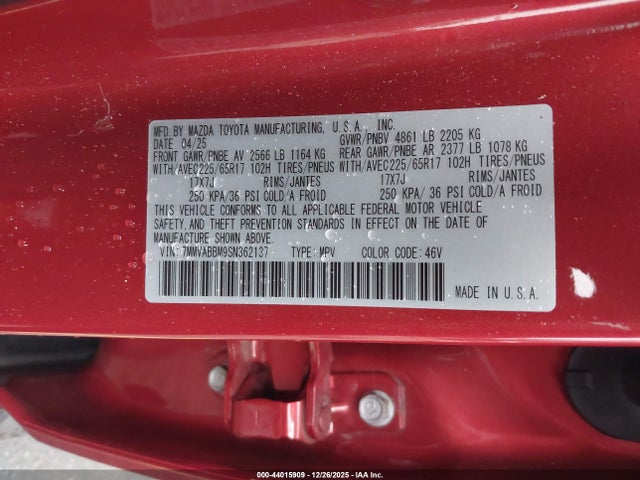 MFD.BY MAZDA TOYOTA MANUFACTURING, U.S.A., INC.
DATE 04/25 GVWR/PNBV 4861 LB 2205 KG
FRONT GAWR/PNBE AV 2566 LB 1164 KG REAR GAWR/PNBE AR 2377 LB 1078 KG
WITH/AVEC225/65R17 102H TIRES/PNEUS WITH/AVEC225/65R17 102H TIRES/PNEUS
17X7J RIMS/JANTES 17X7J RIMS/JANTES
250 KPA/36 PSI COLD/A FROID 250 KPA/36 PSI COLD/A FROID
THIS VEHICLE CONFORMS TO ALL APPLICABLE FEDERAL MOTOR VEHICLE
SAFETY, AND THEFT PREVENTION STANDARDS IN EFFECT ON THE DATE OF
MANUFACTURE SHOWN ABOVE.
VIN:7MMVABBM9SN362137 TYPE:MPV COLOR CODE:46V
MADE IN U.S.A.
000-44015909 - 12/26/2025 - IAA Inc.